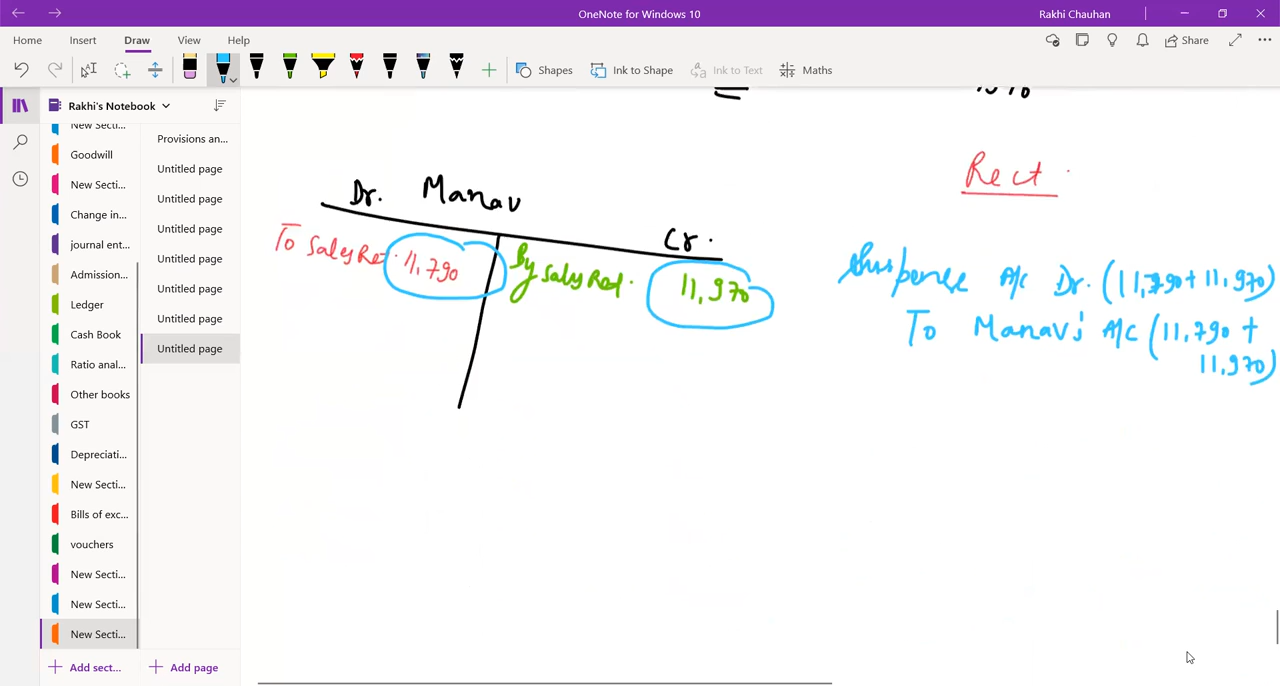 OneNote for Windows 10
Rakhi Chauhan
Home
Insert
Draw
View
Help
Share
Shapes
Ink to Shape
Ink to Text
Maths
Rakhi's Notebook
New Secti...
Goodwill
New Secti...
Change in...
journal ent...
Admission...
Ledger
Cash Book
Ratio anal...
Other books
GST
Depreciati...
New Secti...
Bills of exc...
vouchers
New Secti...
New Secti...
New Secti...
Add sect...
Provisions an...
Untitled page
Untitled page
Untitled page
Untitled page
Untitled page
Untitled page
Untitled page
Add page
Rect
Dr. Manav
Cr.
To Sales Ret. 11,790
By Sales Ret. 11,970
Suspense A/c Dr. (11,790+11,970)
To Manav's A/C (11,790 +
11,970)